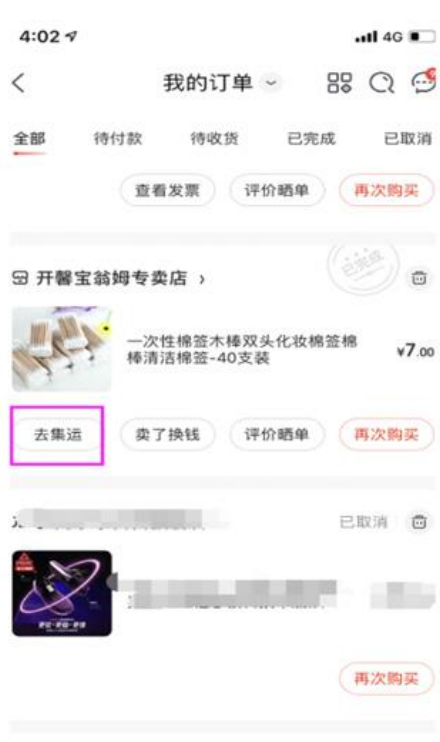 4:02 4G
我的订单
全部 待付款 待收货 已完成 已取消
查看发票 评价晒单 再次购买
已完成
开馨宝翁姆专卖店
一次性棉签木棒双头化妆棉签棉
棒清洁棉签-40支装
¥7.00
去集运 卖了换钱 评价晒单 再次购买
已取消
再次购买